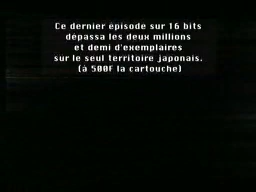 Ce dernier épisode sur 16 bits
dépassa les deux millions
et demi d'exemplaires
sur le seul territoire japonais.
(à 500F la cartouche)